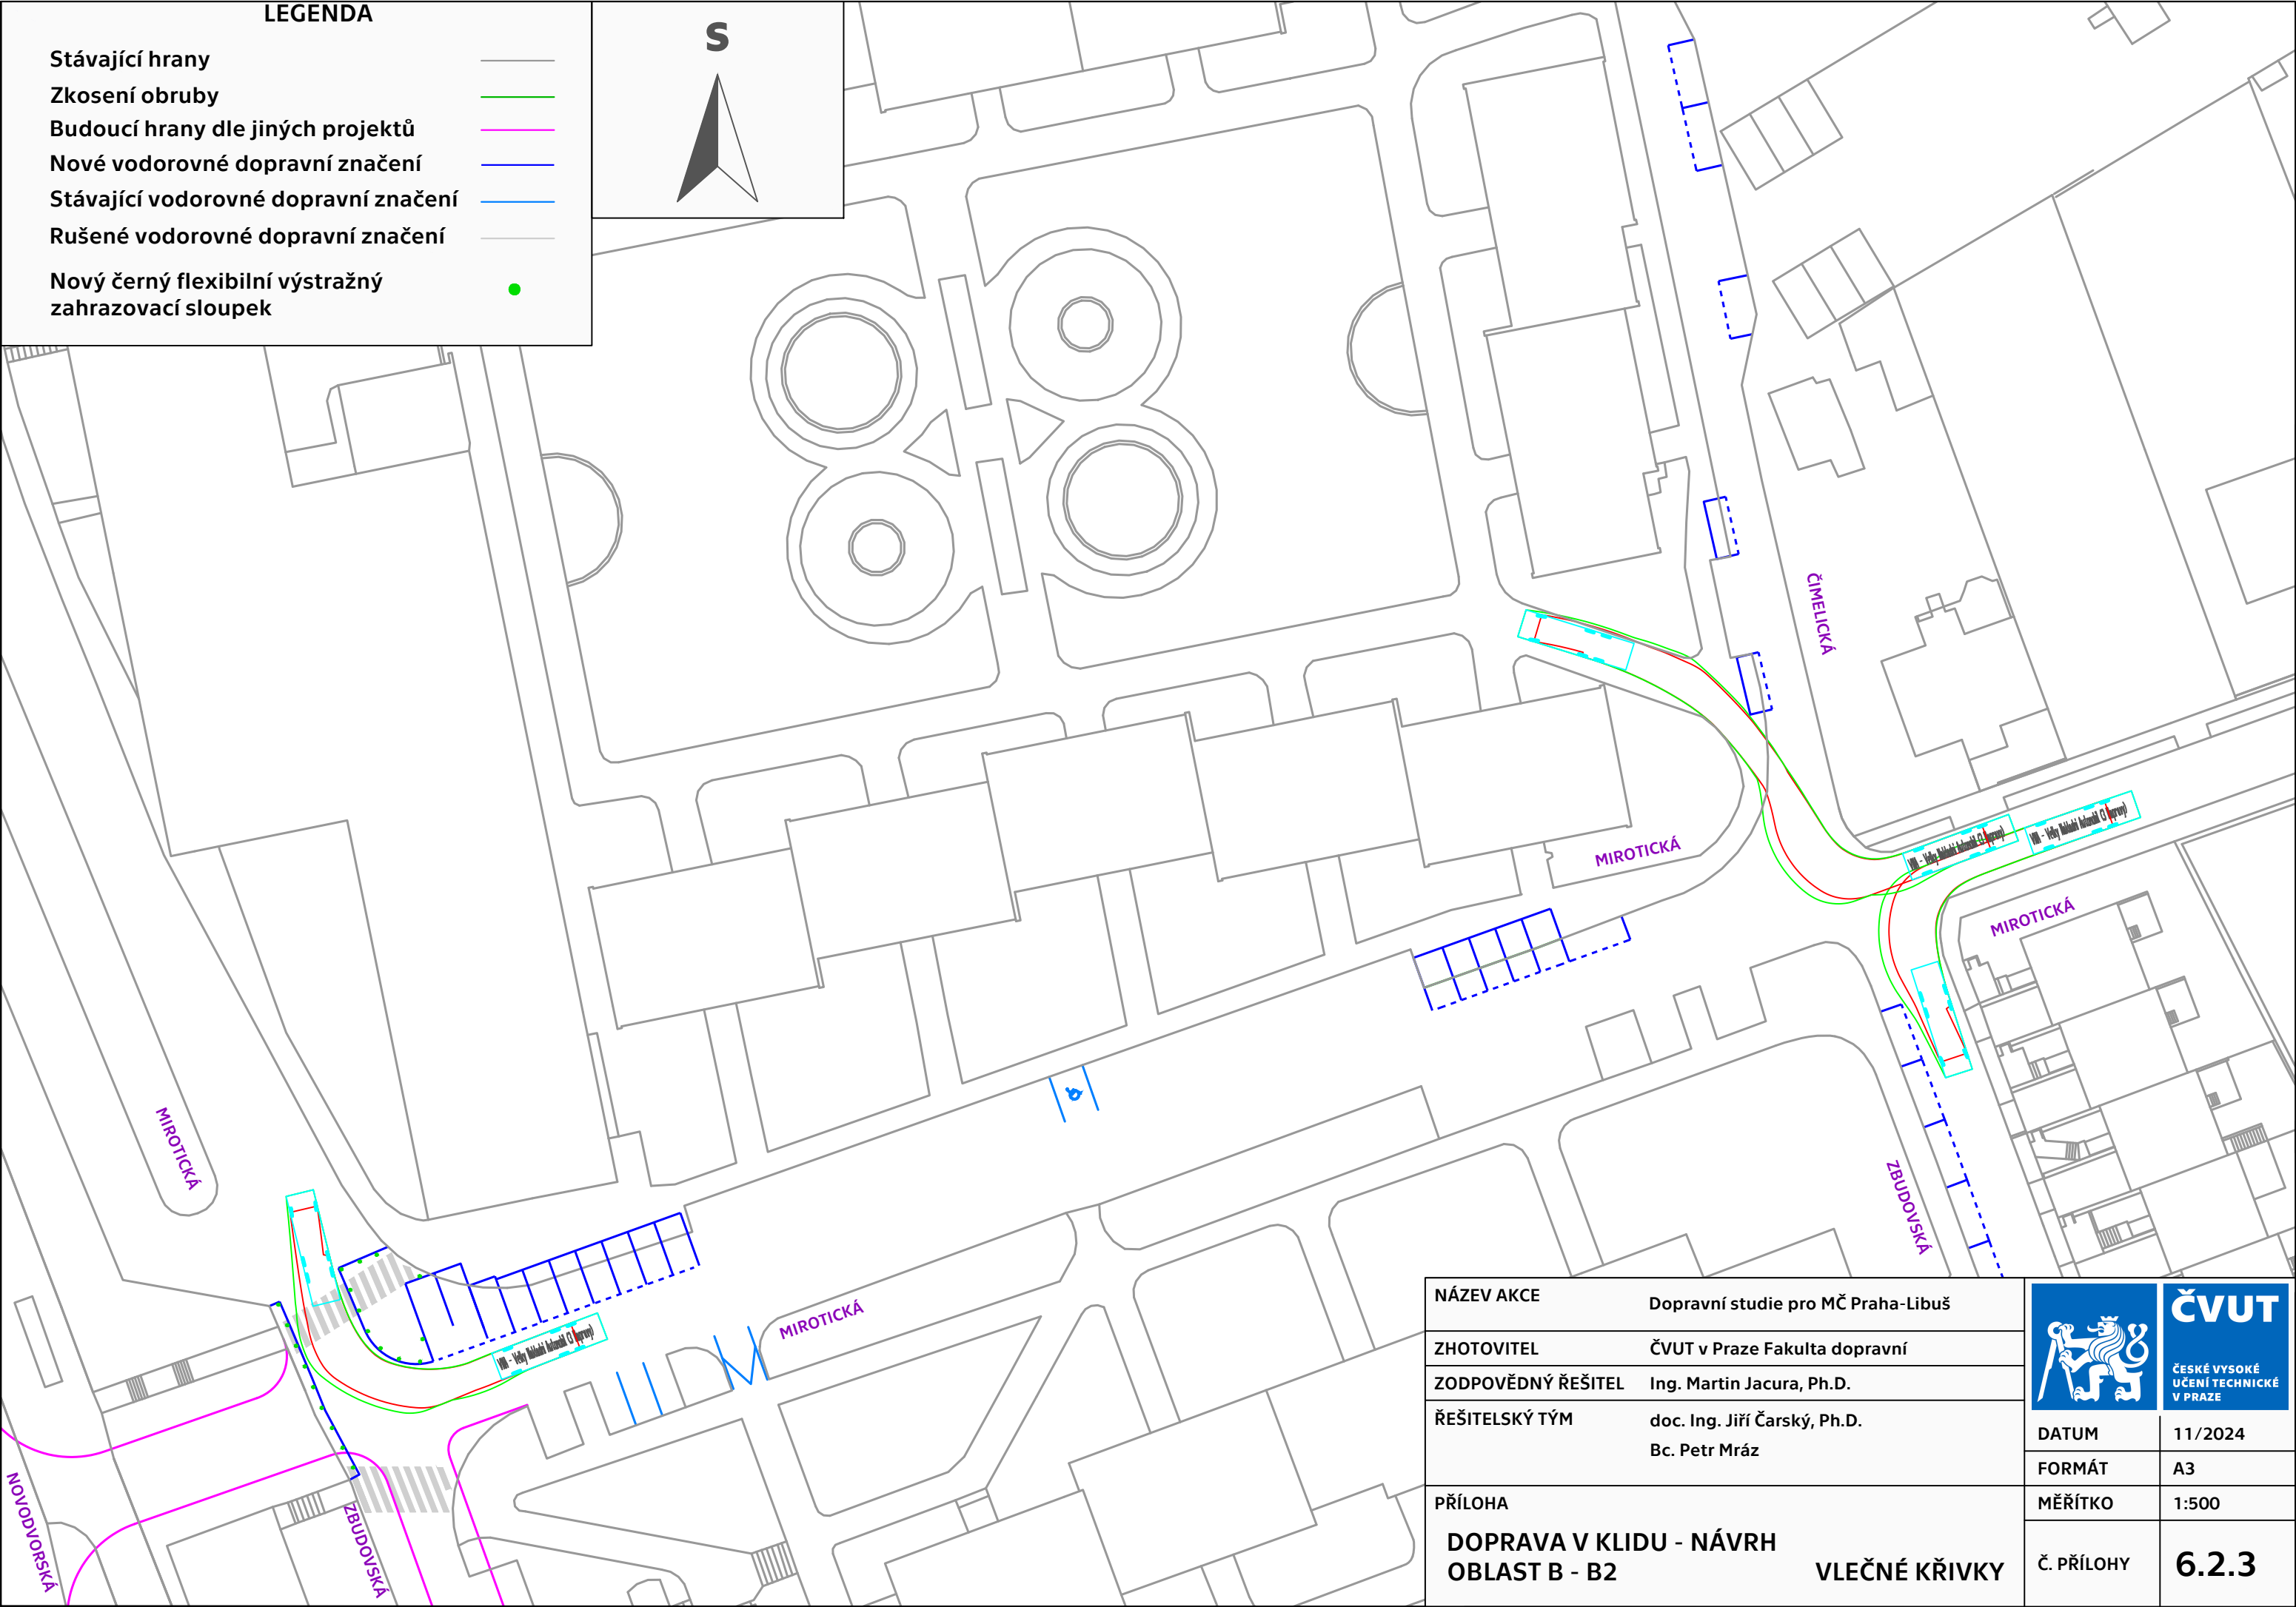 LEGENDA
Stávající hrany
Zkosení obruby
Budoucí hrany dle jiných projektů
Nové vodorovné dopravní značení
Stávající vodorovné dopravní značení
Rušené vodorovné dopravní značení
Nový černý flexibilní výstražný
zahrazovací sloupek
S
ČIMELICKÁ
MIROTICKÁ
MIROTICKÁ
MIROTICKÁ
ZBUDOVSKÁ
MIROTICKÁ
NOVODVORSKÁ
ZBUDOVSKÁ
NÁZEV AKCE
Dopravní studie pro MČ Praha-Libuš
ZHOTOVITEL
ČVUT v Praze Fakulta dopravní
ZODPOVĚDNÝ ŘEŠITEL
Ing. Martin Jacura, Ph.D.
ŘEŠITELSKÝ TÝM
doc. Ing. Jiří Čarský, Ph.D.
Bc. Petr Mráz
PŘÍLOHA
DOPRAVA V KLIDU - NÁVRH
OBLAST B - B2
VLEČNÉ KŘIVKY
ČVUT
ČESKÉ VYSOKÉ
UČENÍ TECHNICKÉ
V PRAZE
DATUM
11/2024
FORMÁT
A3
MĚŘÍTKO
1:500
Č. PŘÍLOHY
6.2.3